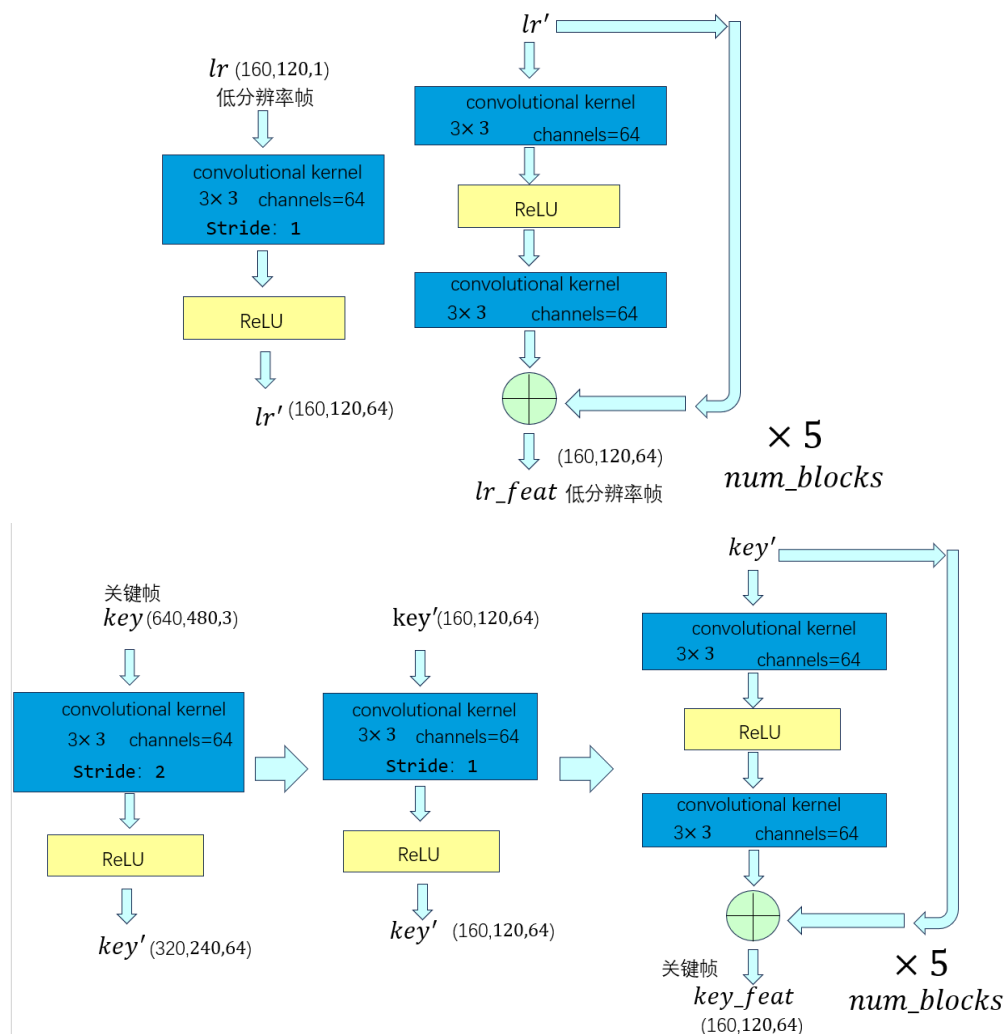 lr (160,120,1)
低分辨率帧
convolutional kernel
3× 3 channels=64
Stride: 1
ReLU
lr′ (160,120,64)
lr′
convolutional kernel
3× 3 channels=64
ReLU
convolutional kernel
3× 3 channels=64
(160,120,64)
lr_feat 低分辨率帧
× 5
num_blocks
关键帧
key(640,480,3)
convolutional kernel
3× 3 channels=64
Stride: 2
ReLU
key′ (320,240,64)
key′(160,120,64)
convolutional kernel
3× 3 channels=64
Stride: 1
ReLU
key′ (160,120,64)
key′
convolutional kernel
3× 3 channels=64
ReLU
convolutional kernel
3× 3 channels=64
关键帧
key_feat
(160,120,64)
× 5
num_blocks